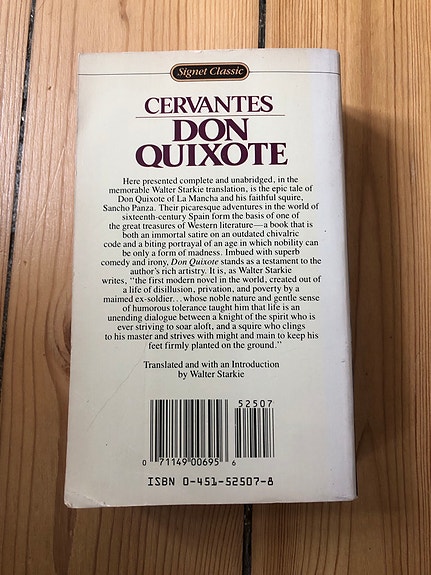 Signet Classic
CERVANTES
DON
QUIXOTE
Here presented complete and unabridged, in the
memorable Walter Starkie translation, is the epic tale of
Don Quixote of La Mancha and his faithful squire,
Sancho Panza. Their picaresque adventures in the world of
sixteenth-century Spain form the basis of one of
the great treasures of Western literature—a book that is
both an immortal satire on an outdated chivalric
code and a biting portrayal of an age in which nobility can
be only a form of madness. Imbued with superb
comedy and irony, Don Quixote stands as a testament to the
author's rich artistry. It is, as Walter Starkie
writes, "the first modern novel in the world, created out of
a life of disillusion, privation, and poverty by a
maimed ex-soldier...whose noble nature and gentle sense
of humorous tolerance taught him that life is an
unending dialogue between a knight of the spirit who is
ever striving to soar aloft, and a squire who clings
to his master and strives with might and main to keep his
feet firmly planted on the ground."
Translated and with an Introduction
by Walter Starkie
52507
0 71149 00695 6
ISBN 0-451-52507-8